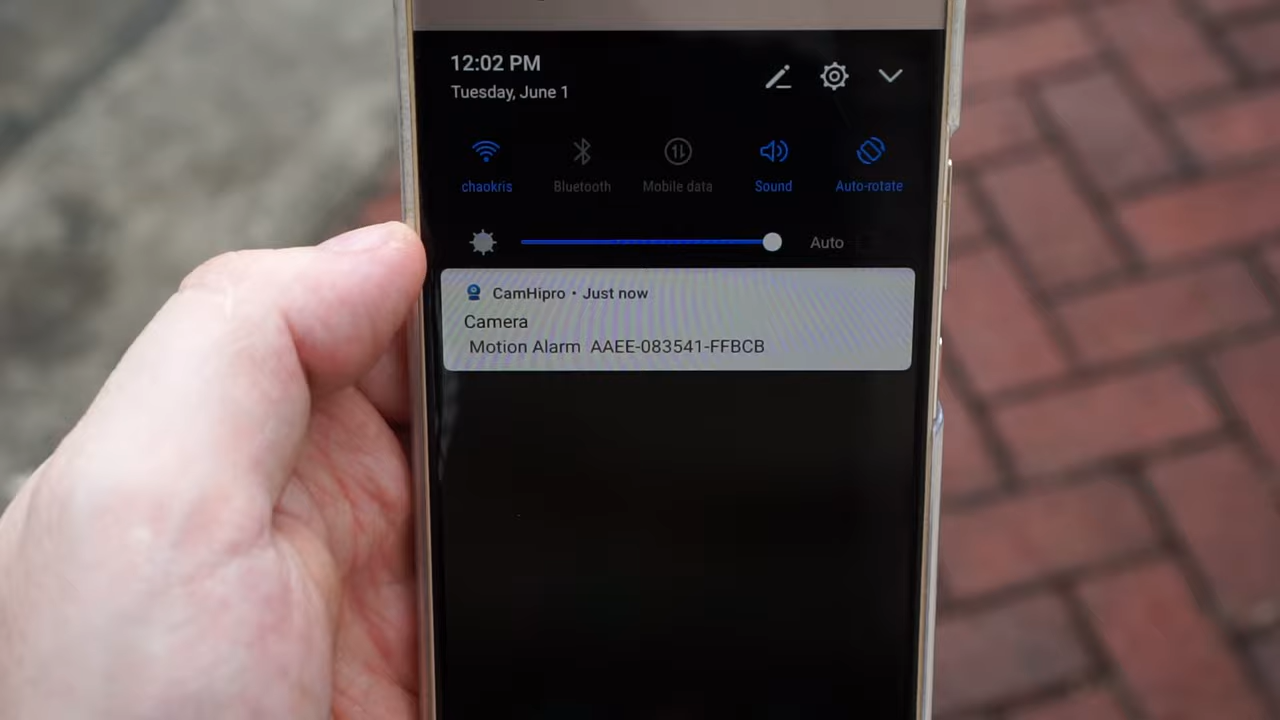 12:02 PM
Tuesday, June 1
chaokris Bluetooth Mobile data Sound Auto-rotate
Auto
CamHipro • Just now
Camera
Motion Alarm AAEE-083541-FFBCB